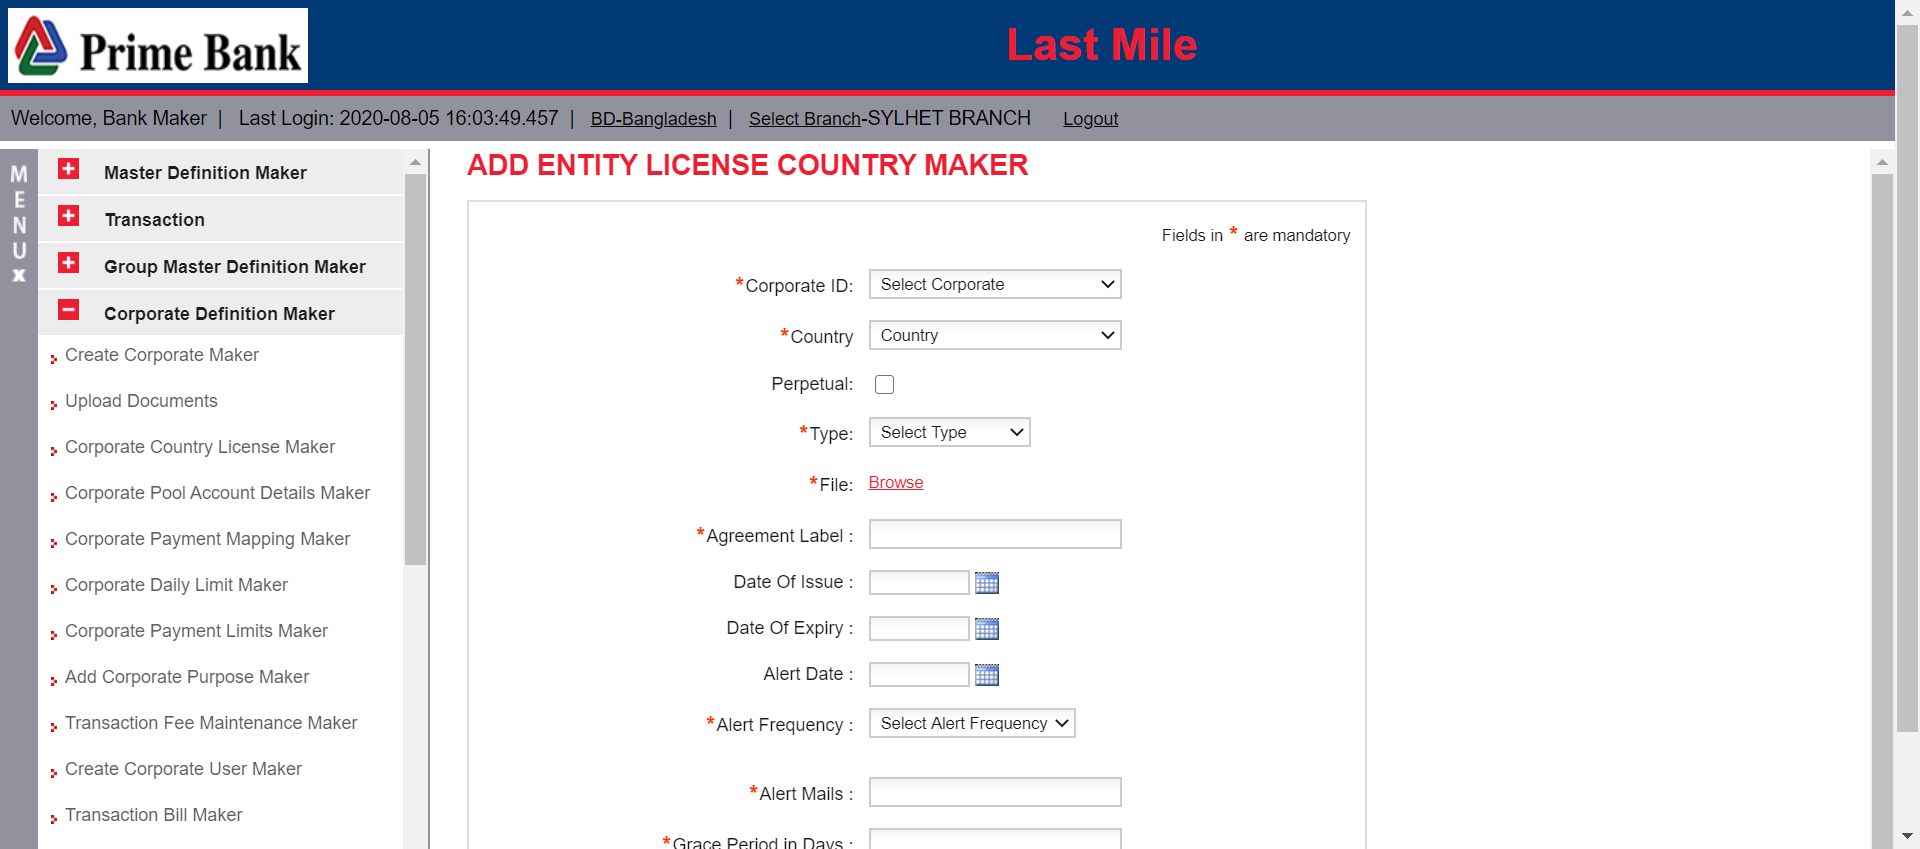 Prime Bank
Last Mile
Welcome, Bank Maker | Last Login: 2020-08-05 16:03:49.457 | BD-Bangladesh | Select Branch-SYLHET BRANCH Logout
MENU X
Master Definition Maker
Transaction
Group Master Definition Maker
Corporate Definition Maker
Create Corporate Maker
Upload Documents
Corporate Country License Maker
Corporate Pool Account Details Maker
Corporate Payment Mapping Maker
Corporate Daily Limit Maker
Corporate Payment Limits Maker
Add Corporate Purpose Maker
Transaction Fee Maintenance Maker
Create Corporate User Maker
Transaction Bill Maker
ADD ENTITY LICENSE COUNTRY MAKER
Fields in * are mandatory
*Corporate ID: Select Corporate
*Country Country
Perpetual:
*Type: Select Type
*File: Browse
*Agreement Label :
Date Of Issue :
Date Of Expiry :
Alert Date :
*Alert Frequency : Select Alert Frequency
*Alert Mails :
*Grace Period in Days :